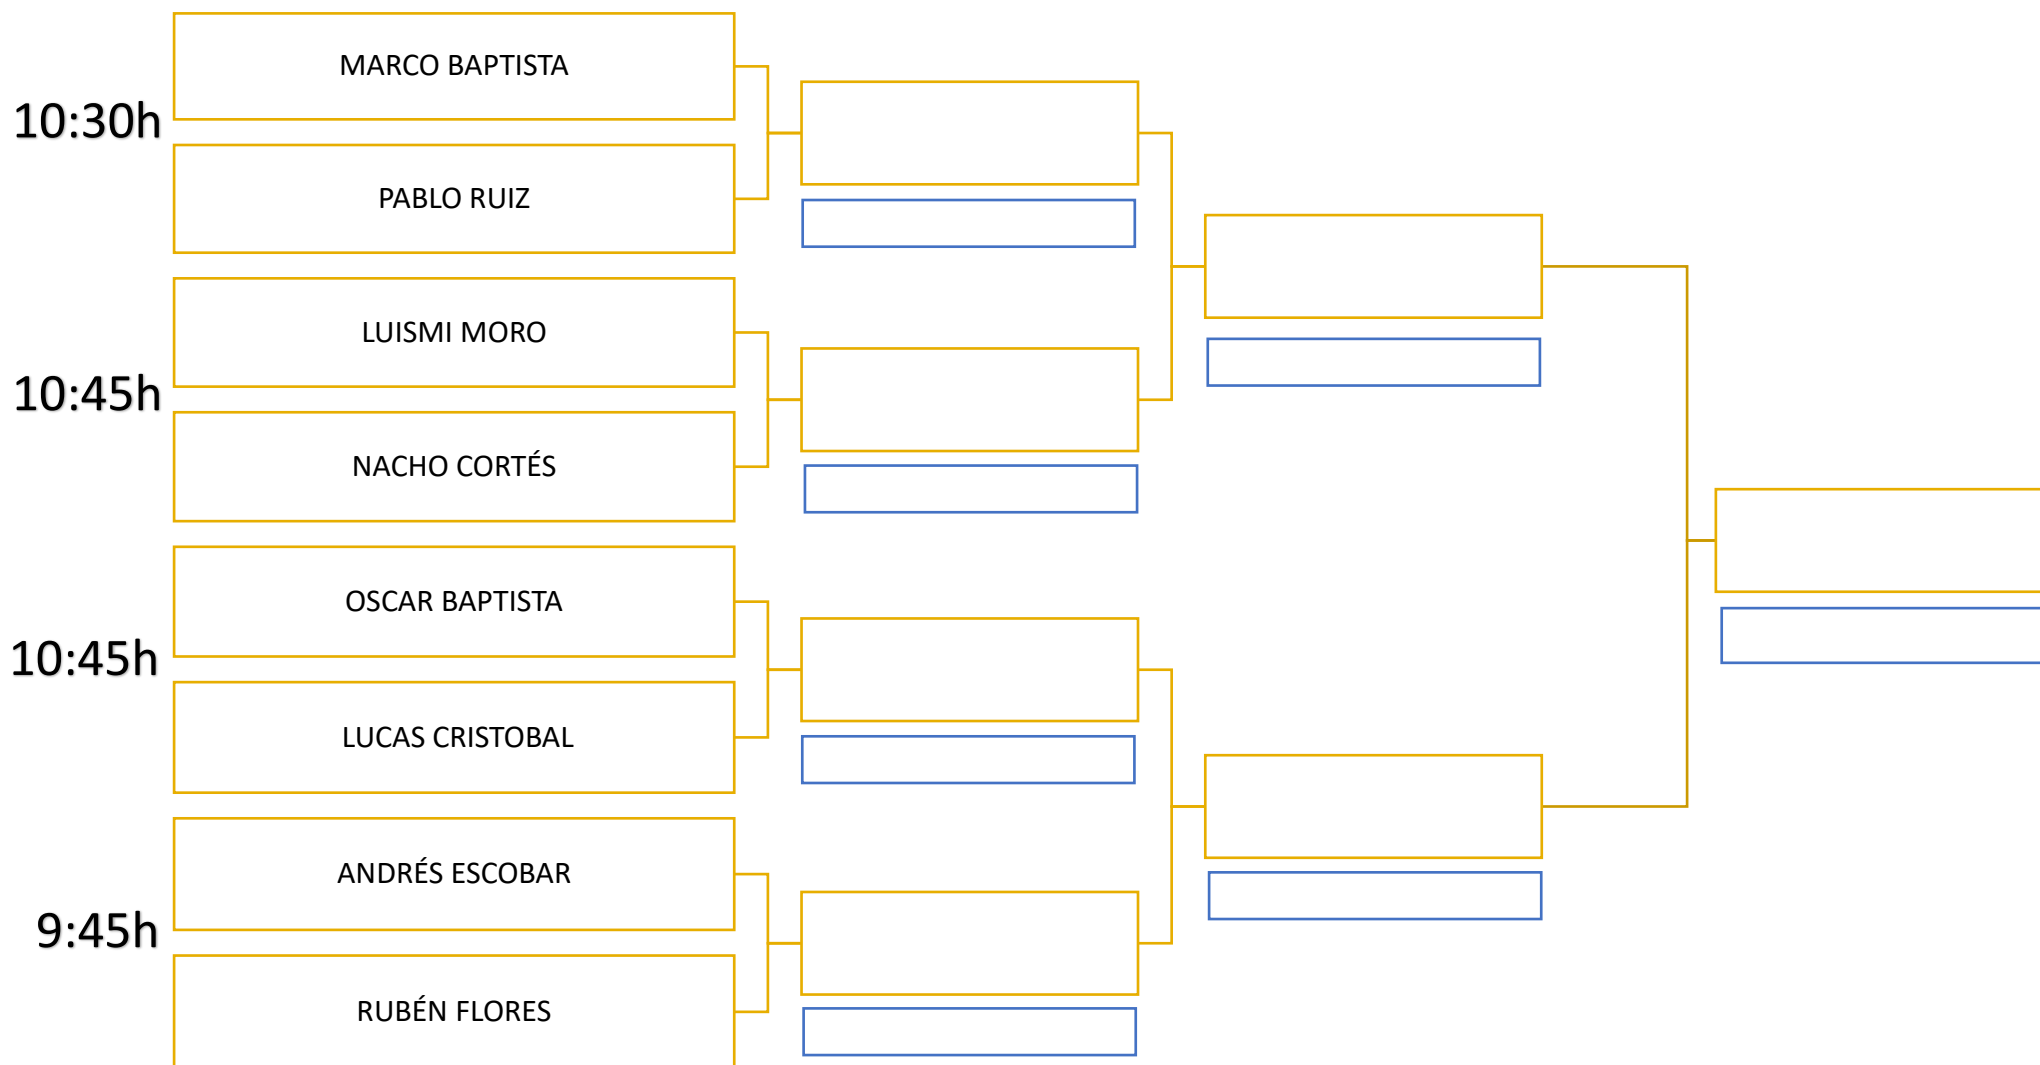 MARCO BAPTISTA
10:30h
PABLO RUIZ
LUISMI MORO
10:45h
NACHO CORTÉS
OSCAR BAPTISTA
10:45h
LUCAS CRISTOBAL
ANDRÉS ESCOBAR
9:45h
RUBÉN FLORES